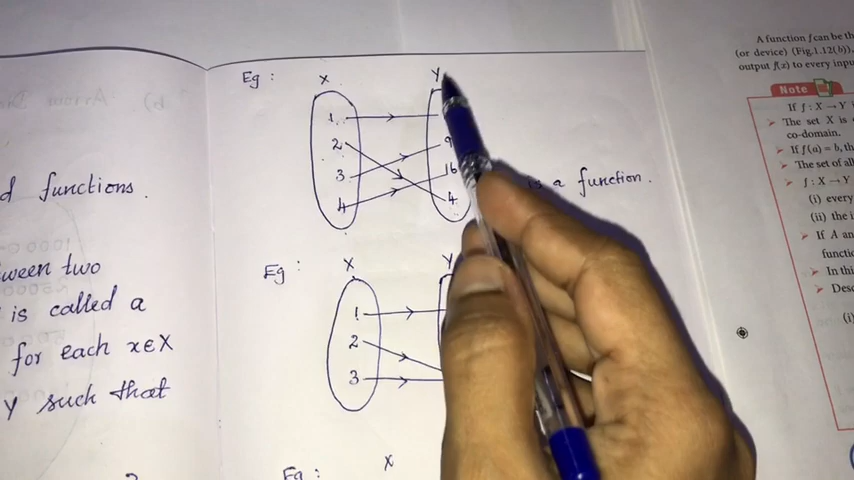 d functions.
ween two
is called a
for each x∈X
Y such that
Eg :
X
Y
1
2
3
4
9
16
4
is a function.
Eg :
X
Y
1
2
3
Eg :
X
A function f can be th
(or device) (Fig.1.12(b)),
output f(x) to every inpu
Note
If f : X → Y
The set X is
co-domain.
If f(a) = b, th
The set of all
f : X → Y
(i) every
(ii) the i
If A an
functi
In thi
Desc
(i)